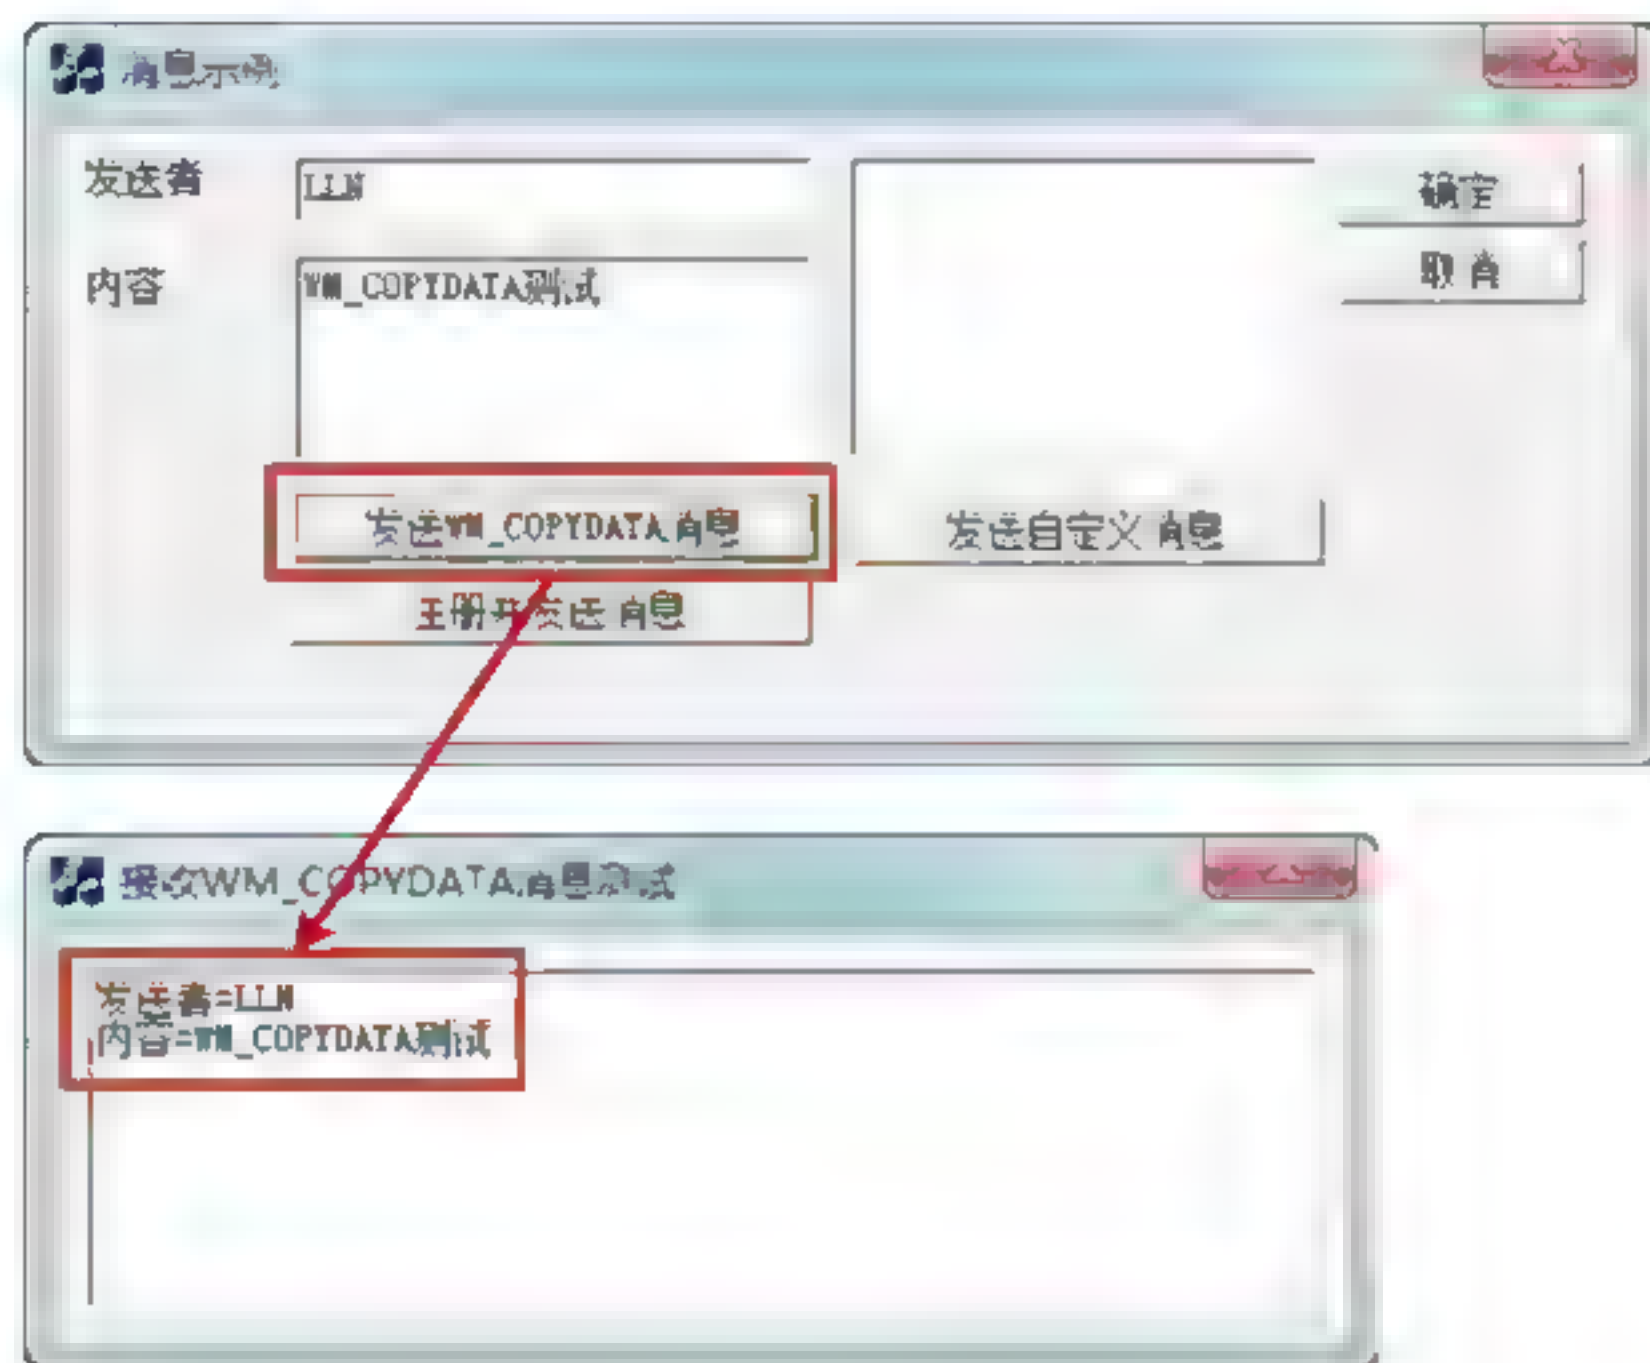 消息示例
发送者
LLM
确定
取消
内容
WM_COPYDATA测试
发送WM_COPYDATA消息
发送自定义消息
注册并发送消息
接收WM_COPYDATA消息测试
发送者=LLM
内容=WM_COPYDATA测试